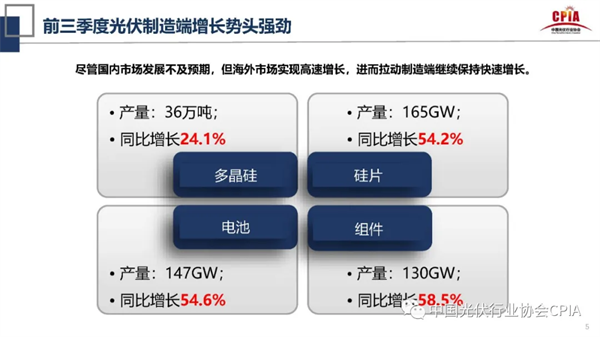 前三季度光伏制造端增长势头强劲
CPIA
中国光伏行业协会
尽管国内市场发展不及预期，但海外市场实现高速增长，进而拉动制造端继续保持快速增长。
• 产量：36万吨；
• 同比增长24.1%
多晶硅
• 产量：165GW；
• 同比增长54.2%
硅片
电池
• 产量：147GW；
• 同比增长54.6%
组件
• 产量：130GW；
• 同比增长58.5%
中国光伏行业协会CPIA
5